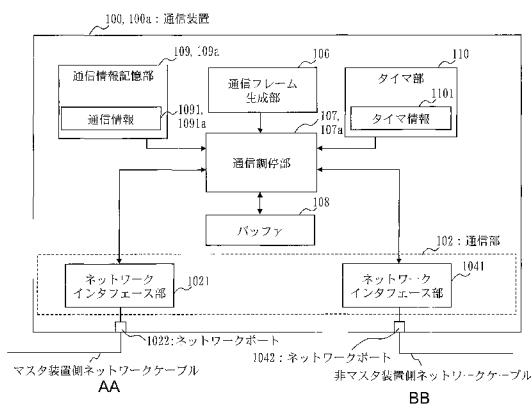 100, 100a：通信装置
109, 109a
106
110
通信情報記憶部
通信フレーム
生成部
タイマ部
1091,
1091a
通信情報
1101
タイマ情報
107,
107a
通信調停部
108
バッファ
102：通信部
ネットワーク
インタフェース部
1021
ネットワーク
インタフェース部
1041
1022：ネットワークポート
1042：ネットワークポート
マスタ装置側ネットワークケーブル
非マスタ装置側ネットワークケーブル
AA
BB